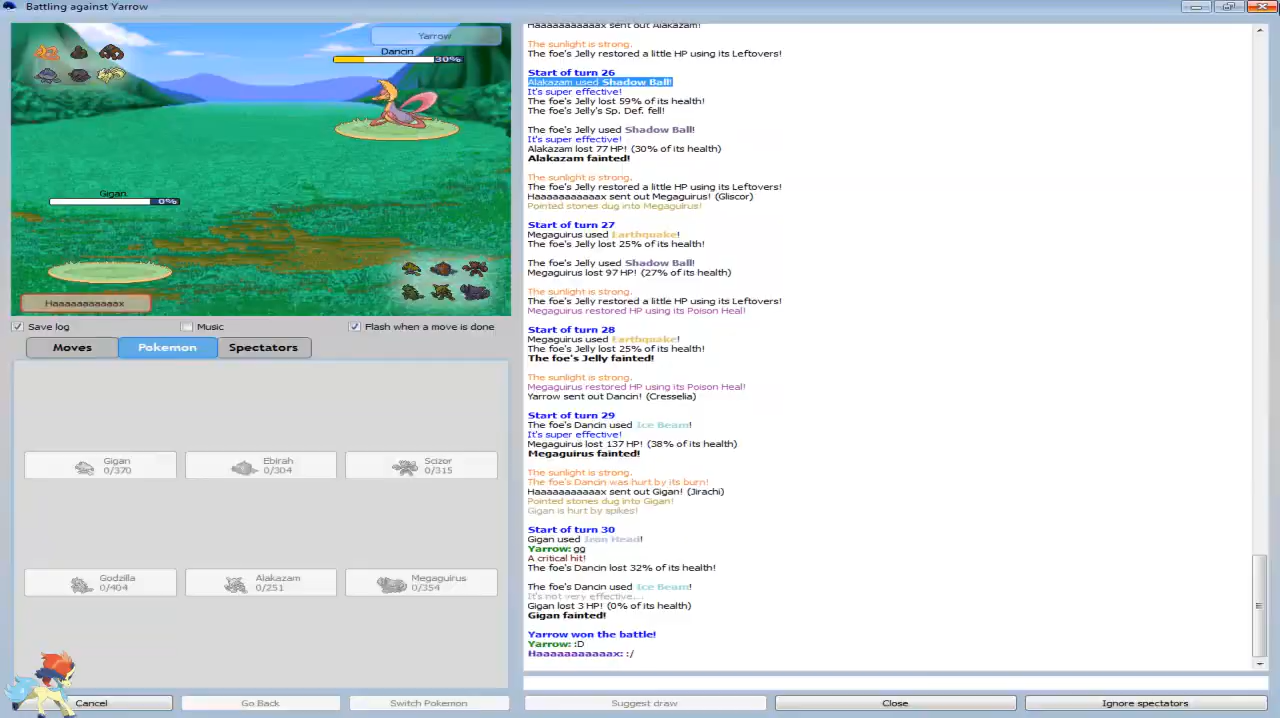 Battling against Yarrow
Yarrow
Dancin
30%
Gigan
0%
Haaaaaaaaaaax
Save log
Music
Flash when a move is done
Moves
Pokemon
Spectators
Gigan
0/370
Ebirah
0/304
Scizor
0/315
Godzilla
0/404
Alakazam
0/251
Megaguirus
0/354
Cancel
Go Back
Switch Pokemon
Haaaaaaaaaaax sent out Alakazam!
The sunlight is strong.
The foe's Jelly restored a little HP using its Leftovers!
Start of turn 26
Alakazam used Shadow Ball!
It's super effective!
The foe's Jelly lost 59% of its health!
The foe's Jelly's Sp. Def. fell!
The foe's Jelly used Shadow Ball!
It's super effective!
Alakazam lost 77 HP! (30% of its health)
Alakazam fainted!
The sunlight is strong.
The foe's Jelly restored a little HP using its Leftovers!
Haaaaaaaaaaax sent out Megaguirus! (Gliscor)
Pointed stones dug into Megaguirus!
Start of turn 27
Megaguirus used Earthquake!
The foe's Jelly lost 25% of its health!
The foe's Jelly used Shadow Ball!
Megaguirus lost 97 HP! (27% of its health)
The sunlight is strong.
The foe's Jelly restored a little HP using its Leftovers!
Megaguirus restored HP using its Poison Heal!
Start of turn 28
Megaguirus used Earthquake!
The foe's Jelly lost 25% of its health!
The foe's Jelly fainted!
The sunlight is strong.
Megaguirus restored HP using its Poison Heal!
Yarrow sent out Dancin! (Cresselia)
Start of turn 29
The foe's Dancin used Ice Beam!
It's super effective!
Megaguirus lost 137 HP! (38% of its health)
Megaguirus fainted!
The sunlight is strong.
The foe's Dancin was hurt by its burn!
Haaaaaaaaaaax sent out Gigan! (Jirachi)
Pointed stones dug into Gigan!
Gigan is hurt by spikes!
Start of turn 30
Gigan used Iron Head!
Yarrow: gg
A critical hit!
The foe's Dancin lost 32% of its health!
The foe's Dancin used Ice Beam!
It's not very effective...
Gigan lost 3 HP! (0% of its health)
Gigan fainted!
Yarrow won the battle!
Yarrow: :D
Haaaaaaaaaaax: :/
Suggest draw
Close
Ignore spectators